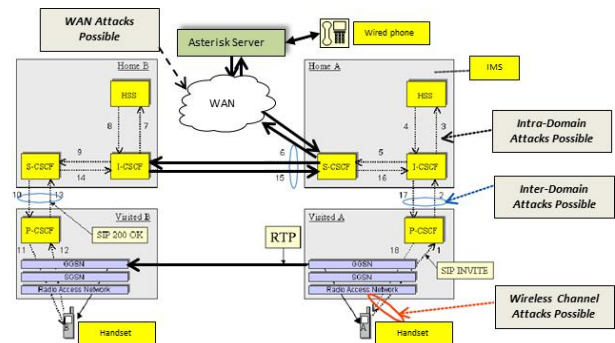 WAN Attacks
Possible
Asterisk Server
Wired phone
Home B
Home A
IMS
WAN
HSS
HSS
8
7
4
3
Intra-Domain
Attacks Possible
9
6
5
S-CSCF
I-CSCF
S-CSCF
I-CSCF
14
15
16
10
13
17
2
Inter-Domain
Attacks Possible
Visited B
Visited A
P-CSCF
SIP 200 OK
P-CSCF
RTP
11
12
18
1
GGSN
GGSN
SIP INVITE
SGSN
SGSN
Radio Access Network
Radio Access Network
Wireless Channel
Attacks Possible
B
Handset
A
Handset